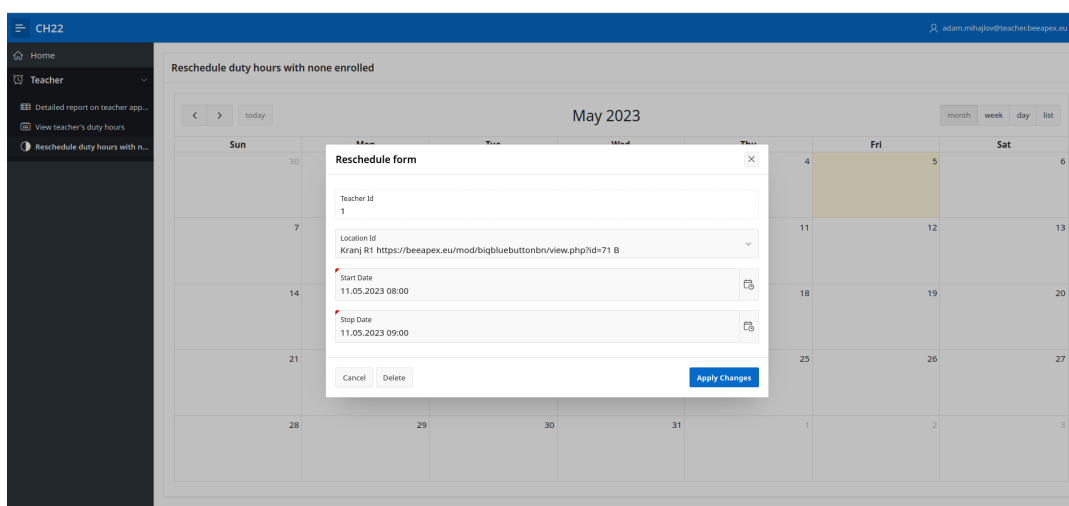 CH22
adam.mihajlov@teacher.beeapex.eu
Home
Teacher
Detailed report on teacher app...
View teacher's duty hours
Reschedule duty hours with n...
Reschedule duty hours with none enrolled
today
May 2023
month week day list
Sun Mon Tue Wed Thu Fri Sat
30 4 5 6
7 11 12 13
14 18 19 20
21 25 26 27
28 29 30 31 1 2 3
Reschedule form
Teacher Id
1
Location Id
Kranj R1 https://beeapex.eu/mod/bigbluebuttonbn/view.php?id=71 B
Start Date
11.05.2023 08:00
Stop Date
11.05.2023 09:00
Cancel Delete Apply Changes